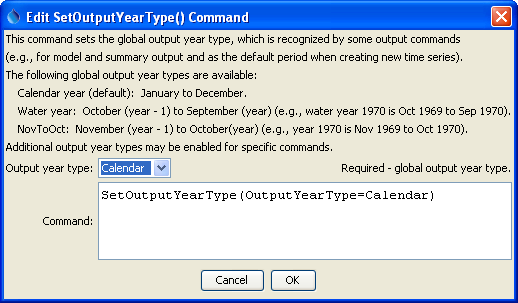 Edit SetOutputYearType() Command
This command sets the global output year type, which is recognized by some output commands
(e.g., for model and summary output and as the default period when creating new time series).
The following global output year types are available:
Calendar year (default):  January to December.
Water year:  October (year - 1) to September (year) (e.g., water year 1970 is Oct 1969 to Sep 1970).
NovToOct:  November (year - 1) to October(year) (e.g., year 1970 is Nov 1969 to Oct 1970).
Additional output year types may be enabled for specific commands.
Output year type: Calendar Required - global output year type.
Command: SetOutputYearType(OutputYearType=Calendar)
Cancel OK